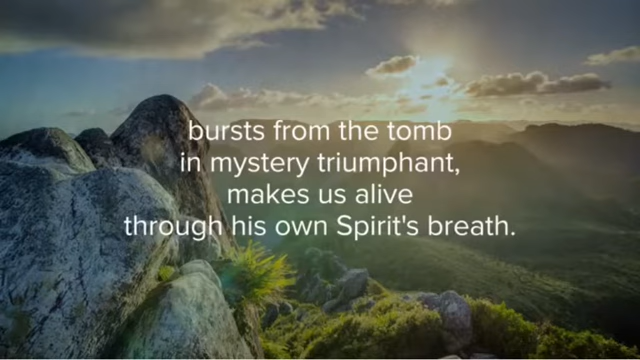 bursts from the tomb
in mystery triumphant,
makes us alive
through his own Spirit's breath.